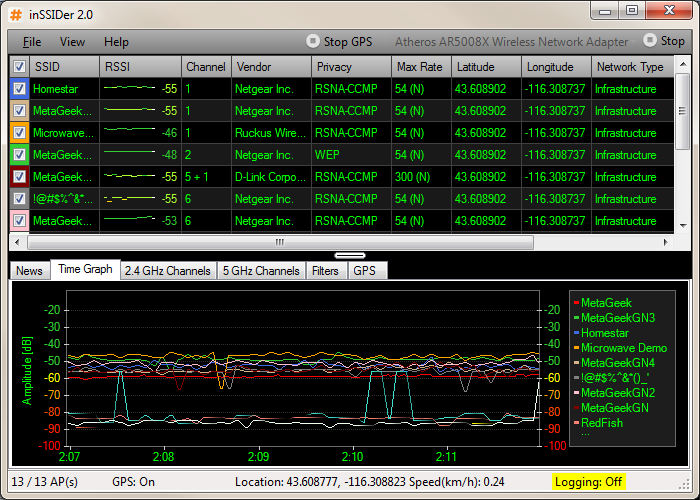 inSSIDer 2.0
File View Help Stop GPS Atheros AR5008X Wireless Network Adapter Stop
SSID RSSI Channel Vendor Privacy Max Rate Latitude Longitude Network Type
Homestar -55 1 Netgear Inc. RSNA-CCMP 54 (N) 43.608902 -116.308737 Infrastructure
MetaGeek... -55 1 Netgear Inc. RSNA-CCMP 54 (N) 43.608902 -116.308737 Infrastructure
Microwave... -46 1 Ruckus Wire... RSNA-CCMP 54 (N) 43.608902 -116.308737 Infrastructure
MetaGeek... -48 2 Netgear Inc. WEP 54 (N) 43.608902 -116.308737 Infrastructure
MetaGeek... -55 5 + 1 D-Link Corpo... RSNA-CCMP 300 (N) 43.608902 -116.308737 Infrastructure
!@#$%^&*... -55 6 Netgear Inc. RSNA-CCMP 54 (N) 43.608902 -116.308737 Infrastructure
MetaGeek... -53 6 Netgear Inc. RSNA-CCMP 54 (N) 43.608902 -116.308737 Infrastructure
News Time Graph 2.4 GHz Channels 5 GHz Channels Filters GPS
Amplitude [dB]
-20 -20
-30 -30
-40 -40
-50 -50
-60 -60
-70 -70
-80 -80
-90 -90
-100 -100
2:07 2:08 2:09 2:10 2:11
MetaGeek
MetaGeekGN3
Homestar
Microwave Demo
MetaGeekGN4
!@#$%^&*()_'
MetaGeekGN2
MetaGeekGN
RedFish
...
13 / 13 AP(s) GPS: On Location: 43.608777, -116.308823 Speed(km/h): 0.24 Logging: Off